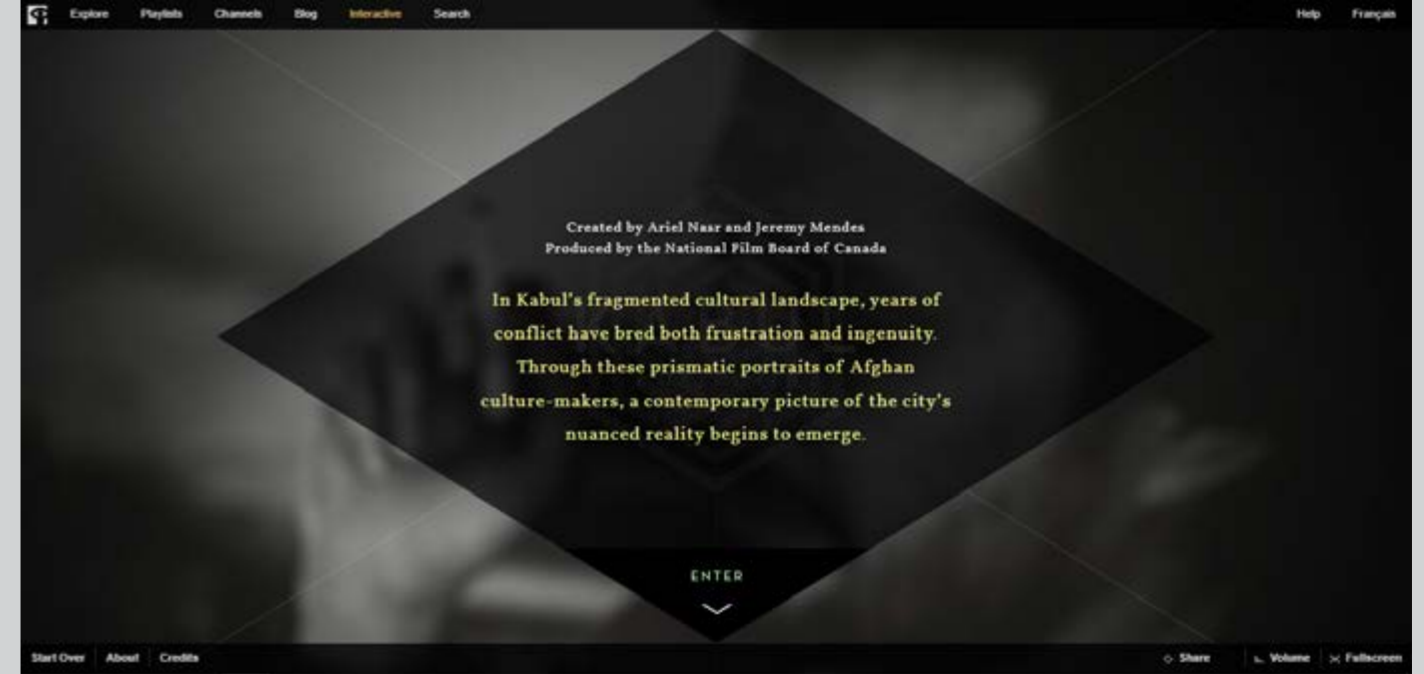 Explore Playlists Channels Blog Interactive Search Help Français
Created by Ariel Nasr and Jeremy Mendes
Produced by the National Film Board of Canada
In Kabul's fragmented cultural landscape, years of
conflict have bred both frustration and ingenuity.
Through these prismatic portraits of Afghan
culture-makers, a contemporary picture of the city's
nuanced reality begins to emerge.
ENTER
Start Over About Credits Share Volume Fullscreen